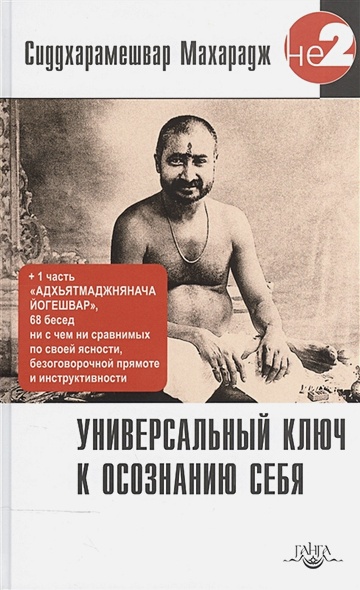 Сиддхарамешвар Махарадж
не2
+ 1 часть
«АДХЬЯТМАДЖНЯНАЧА
ЙОГЕШВАР»,
68 бесед
ни с чем ни сравнимых
по своей ясности,
безоговорочной прямоте
и инструктивности
УНИВЕРСАЛЬНЫЙ КЛЮЧ
К ОСОЗНАНИЮ СЕБЯ
ГАНГА